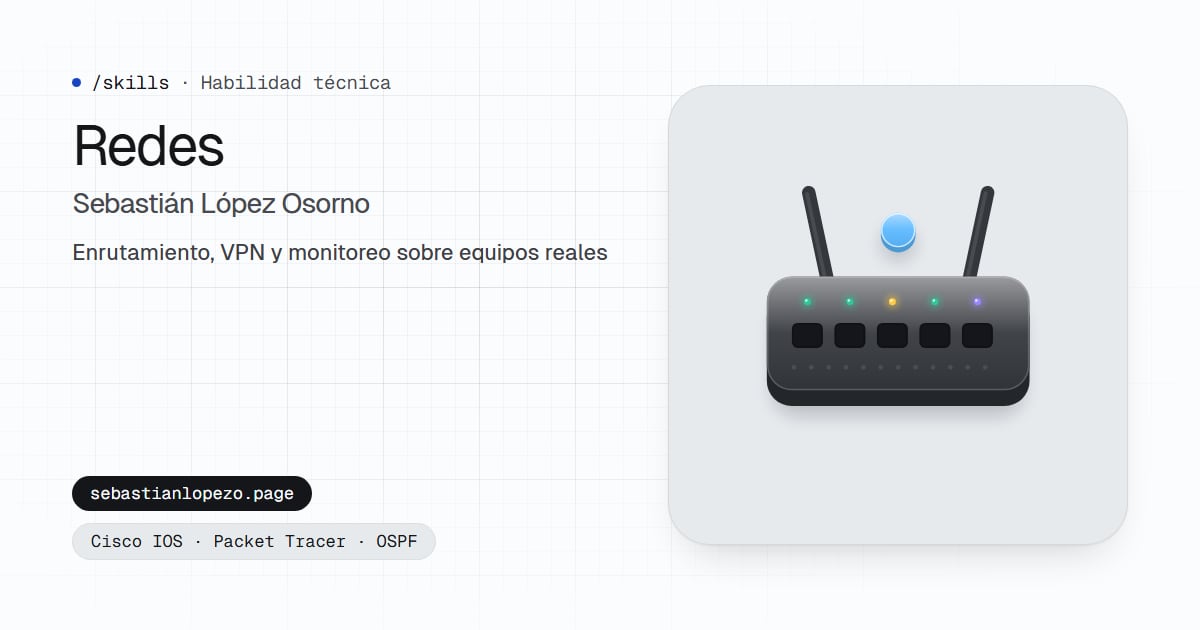 /skills · Habilidad técnica
Redes
Sebastián López Osorno
Enrutamiento, VPN y monitoreo sobre equipos reales
sebastianlopezo.page
Cisco IOS · Packet Tracer · OSPF